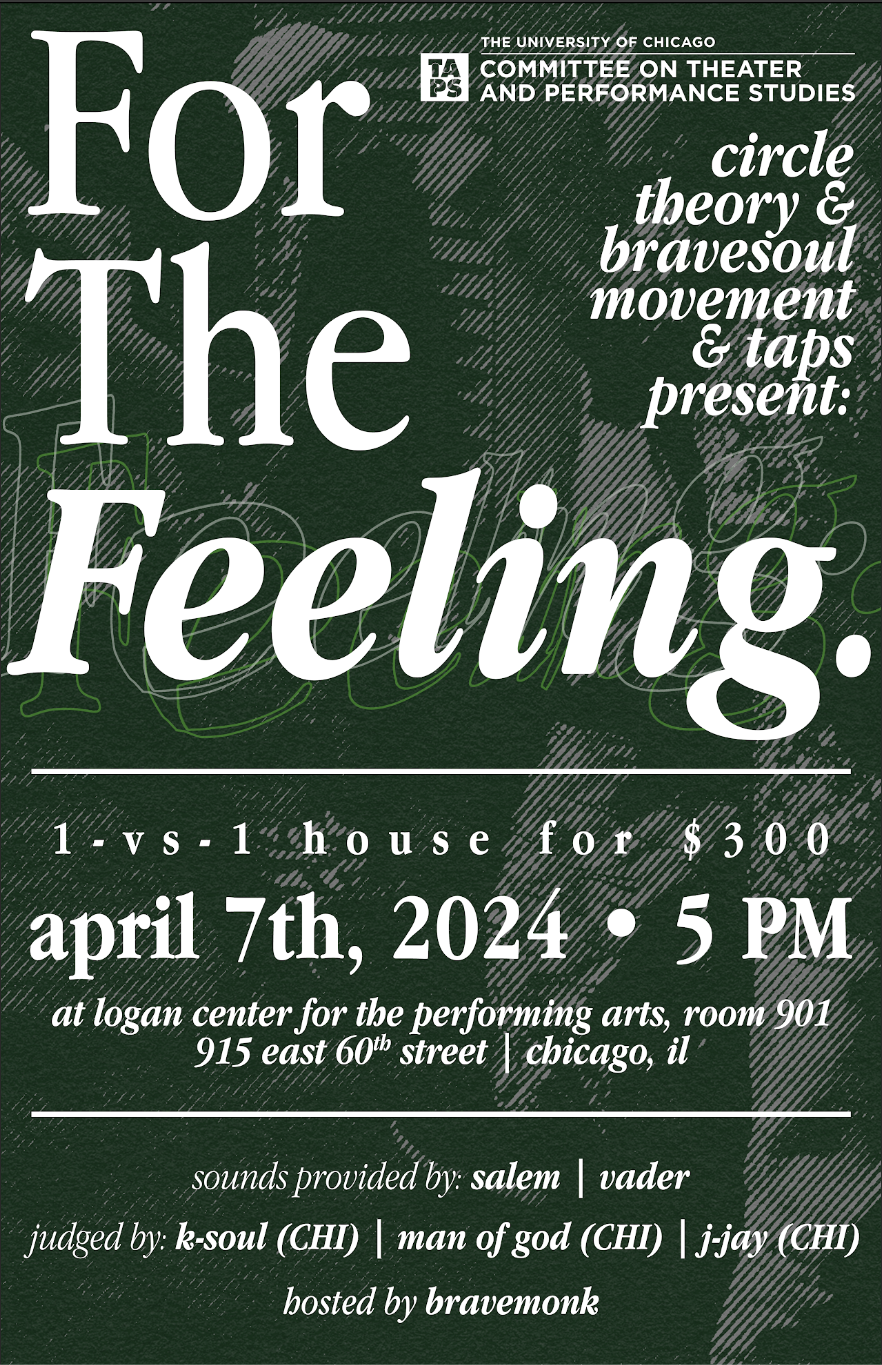 For
The
Feeling.
TAPS
THE UNIVERSITY OF CHICAGO
COMMITTEE ON THEATER
AND PERFORMANCE STUDIES
circle
theory &
bravesoul
movement
& taps
present:
Feeling.
Feeling.
1-vs-1 house for $300
april 7th, 2024 • 5 PM
at logan center for the performing arts, room 901
915 east 60th street | chicago, il
sounds provided by: salem | vader
judged by: k-soul (CHI) | man of god (CHI) | j-jay (CHI)
hosted by bravemonk